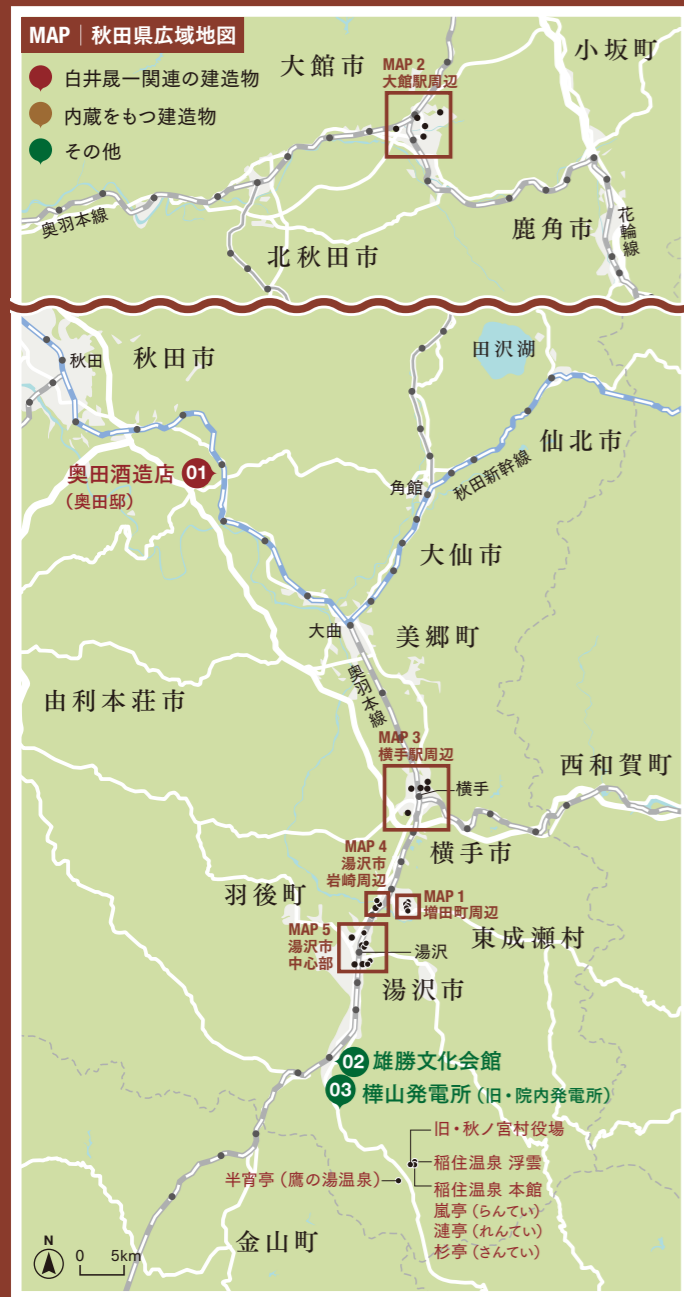 MAP | 秋田県広域地図
白井晟一関連の建造物
内蔵をもつ建造物
その他
大館市
MAP 2
大館駅周辺
小坂町
奥羽本線
北秋田市
鹿角市
花輪線
秋田
秋田市
田沢湖
仙北市
奥田酒造店 01
(奥田邸)
角館
秋田新幹線
大仙市
大曲
美郷町
奥羽本線
由利本荘市
MAP 3
横手駅周辺
西和賀町
横手
横手市
MAP 4
湯沢市
岩崎周辺
羽後町
MAP 1
増田町周辺
東成瀬村
MAP 5
湯沢市
中心部
湯沢
湯沢市
02 雄勝文化会館
03 樺山発電所 (旧・院内発電所)
旧・秋ノ宮村役場
稲住温泉 浮雲
半宵亭 (鷹の湯温泉)
稲住温泉 本館
嵐亭 (らんてい)
漣亭 (れんてい)
杉亭 (さんてい)
金山町
N
0 5km